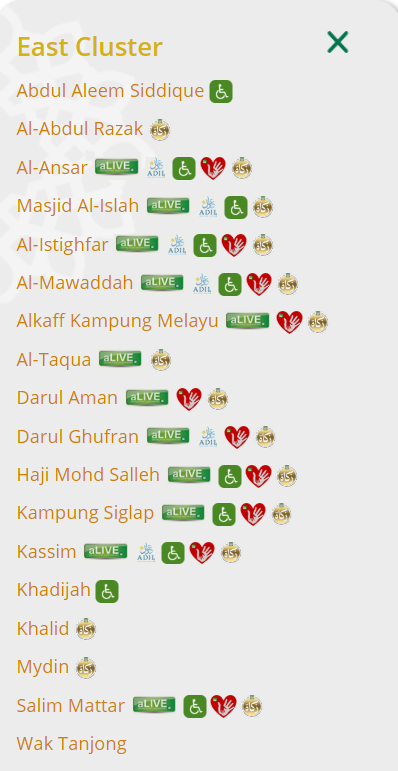 East Cluster
Abdul Aleem Siddique
Al-Abdul Razak
Al-Ansar aLIVE. ADIL
Masjid Al-Islah aLIVE. ADIL
Al-Istighfar aLIVE. ADIL
Al-Mawaddah aLIVE. ADIL
Alkaff Kampung Melayu aLIVE.
Al-Taqua aLIVE.
Darul Aman aLIVE.
Darul Ghufran aLIVE. ADIL
Haji Mohd Salleh aLIVE.
Kampung Siglap aLIVE.
Kassim aLIVE. ADIL
Khadijah
Khalid
Mydin
Salim Mattar aLIVE.
Wak Tanjong